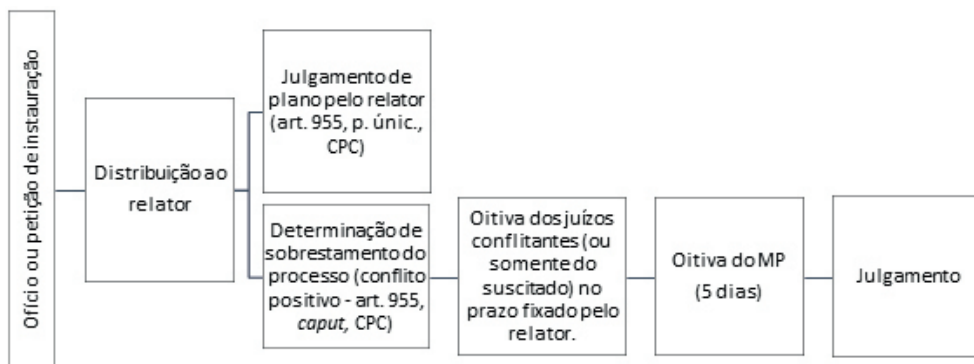 Ofício ou petição de instauração
Distribuição ao
relator
Julgamento de
plano pelo relator
(art. 955, p. únic.,
CPC)
Determinação de
sobrestamento do
processo (conflito
positivo - art. 955,
caput, CPC)
Oitiva dos juízos
conflitantes (ou
somente do
suscitado) no
prazo fixado pelo
relator.
Oitiva do MP
(5 dias)
Julgamento